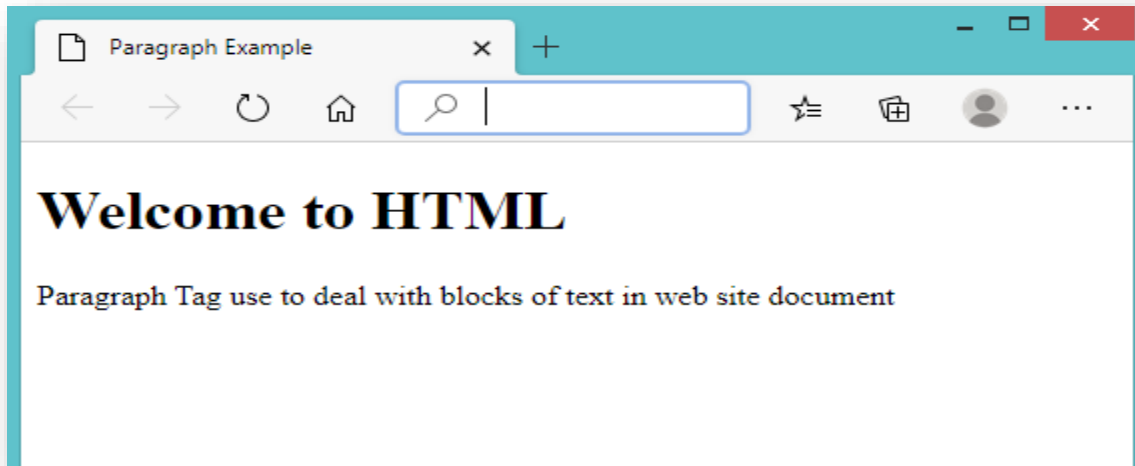 Paragraph Example
Welcome to HTML
Paragraph Tag use to deal with blocks of text in web site document